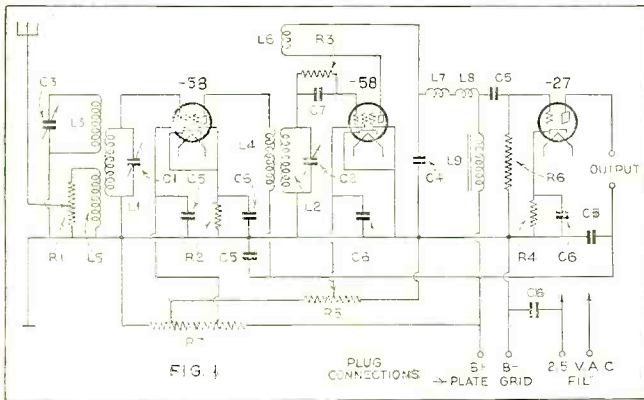 L6
R3
-58
C3
L3
C7
-58
L7
L8
C5
-27
L4
L9
C1
C5
C6
C2
C4
R6
OUTPUT
L1
L2
R1
L5
R2
C5
C6
R4
C6
C6
R5
R7
C6
FIG. 1
PLUG
CONNECTIONS
B+
B-
2.5 V. A. C
→ PLATE
GRID
FIL